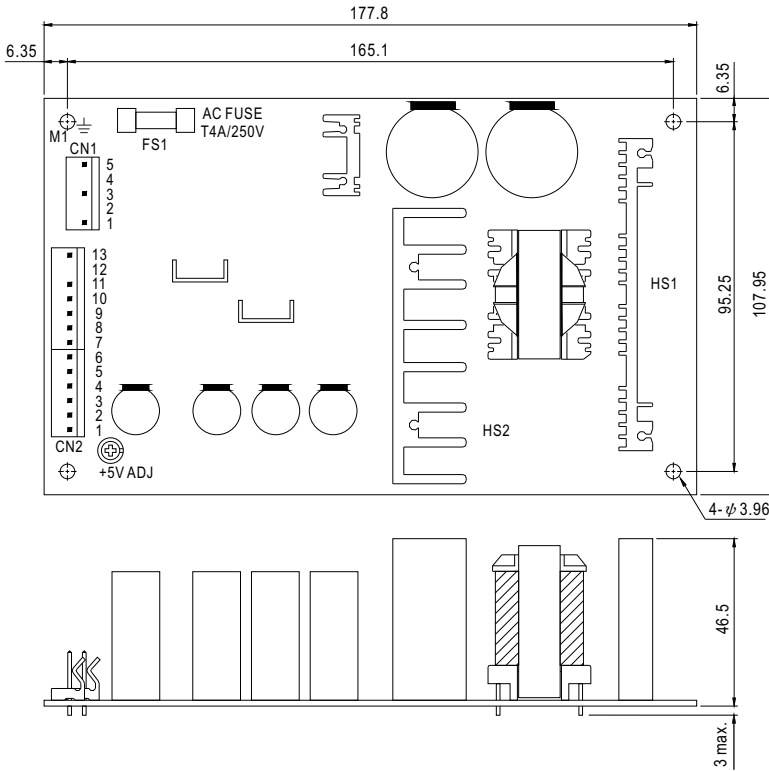 177.8
6.35
165.1
6.35
M1
AC FUSE
T4A/250V
FS1
CN1
5
4
3
2
1
13
12
11
10
9
8
7
6
5
4
3
2
1
CN2
+5V ADJ
HS1
HS2
95.25
107.95
4-ψ3.96
46.5
3 max.